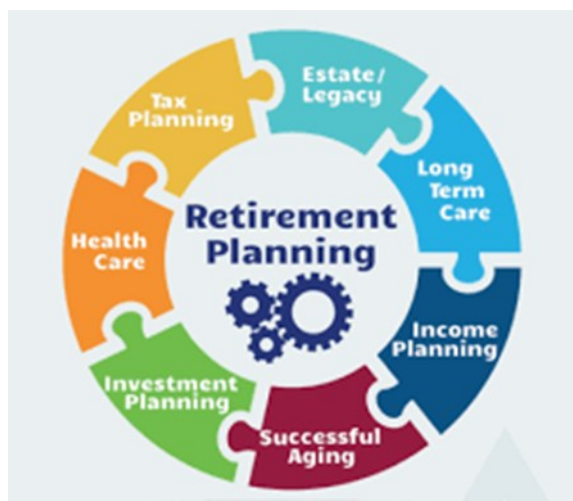 Retirement
Planning
Estate/
Legacy
Long
Term
Care
Income
Planning
Successful
Aging
Investment
Planning
Health
Care
Tax
Planning